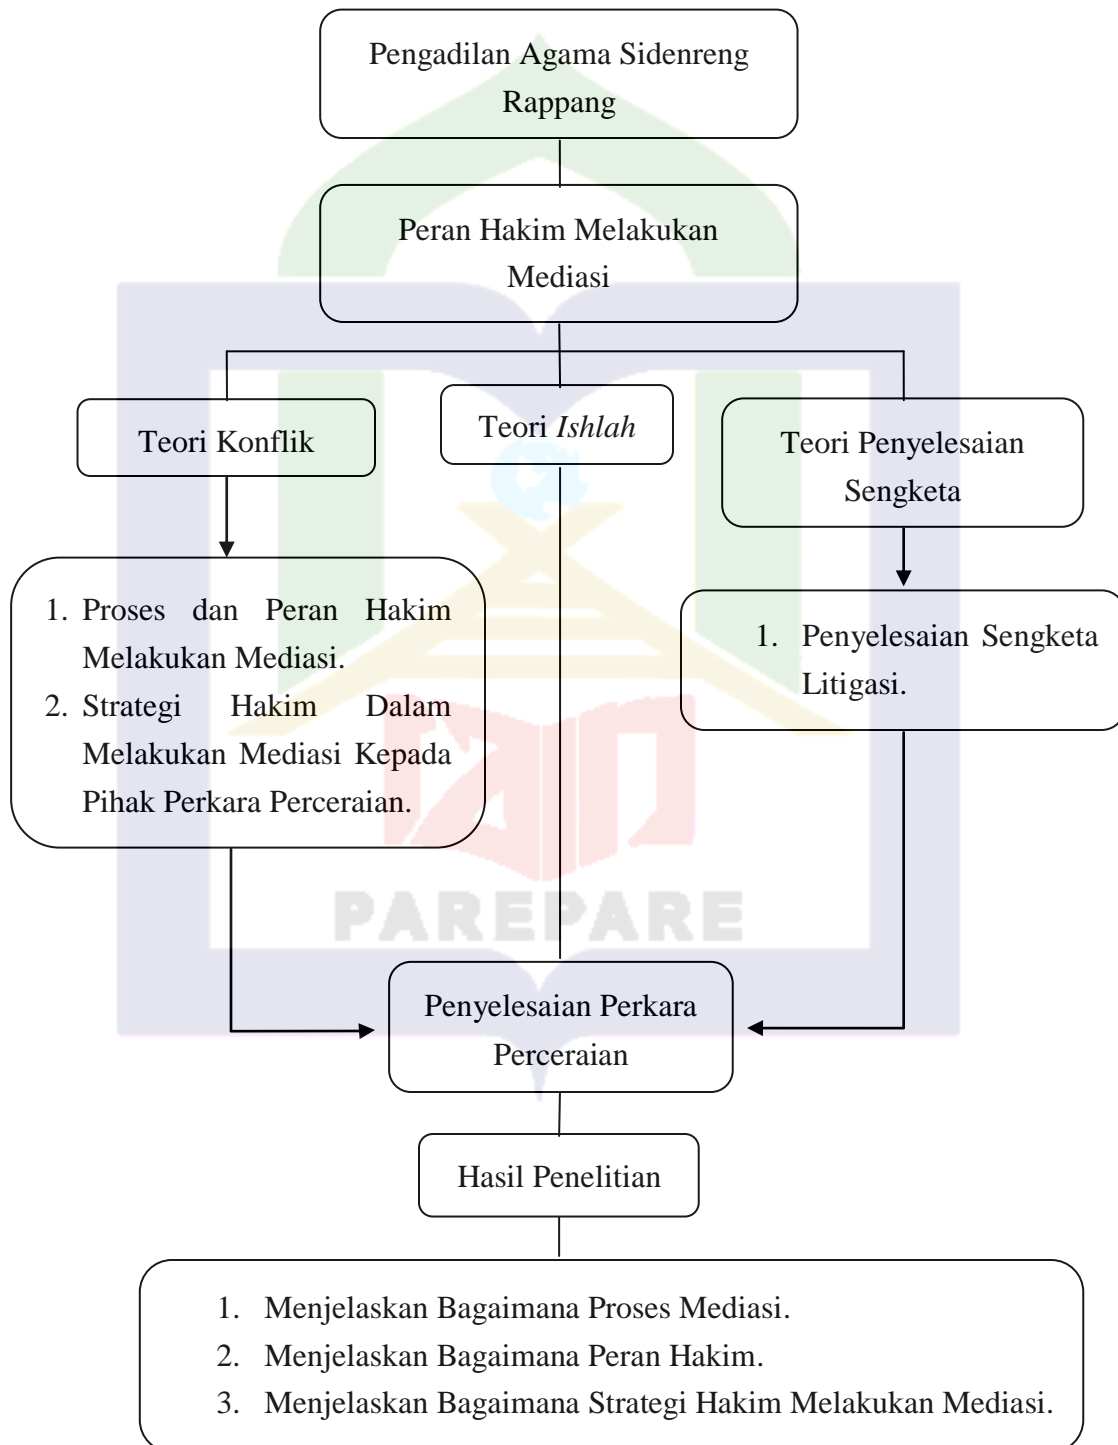 Pengadilan Agama Sidenreng
Rappang
Peran Hakim Melakukan
Mediasi
Teori Konflik
Teori Ishlah
Teori Penyelesaian
Sengketa
1. Proses dan Peran Hakim
Melakukan Mediasi.
2. Strategi Hakim Dalam
Melakukan Mediasi Kepada
Pihak Perkara Perceraian.
1. Penyelesaian Sengketa
Litigasi.
PAREPARE
Penyelesaian Perkara
Perceraian
Hasil Penelitian
1. Menjelaskan Bagaimana Proses Mediasi.
2. Menjelaskan Bagaimana Peran Hakim.
3. Menjelaskan Bagaimana Strategi Hakim Melakukan Mediasi.